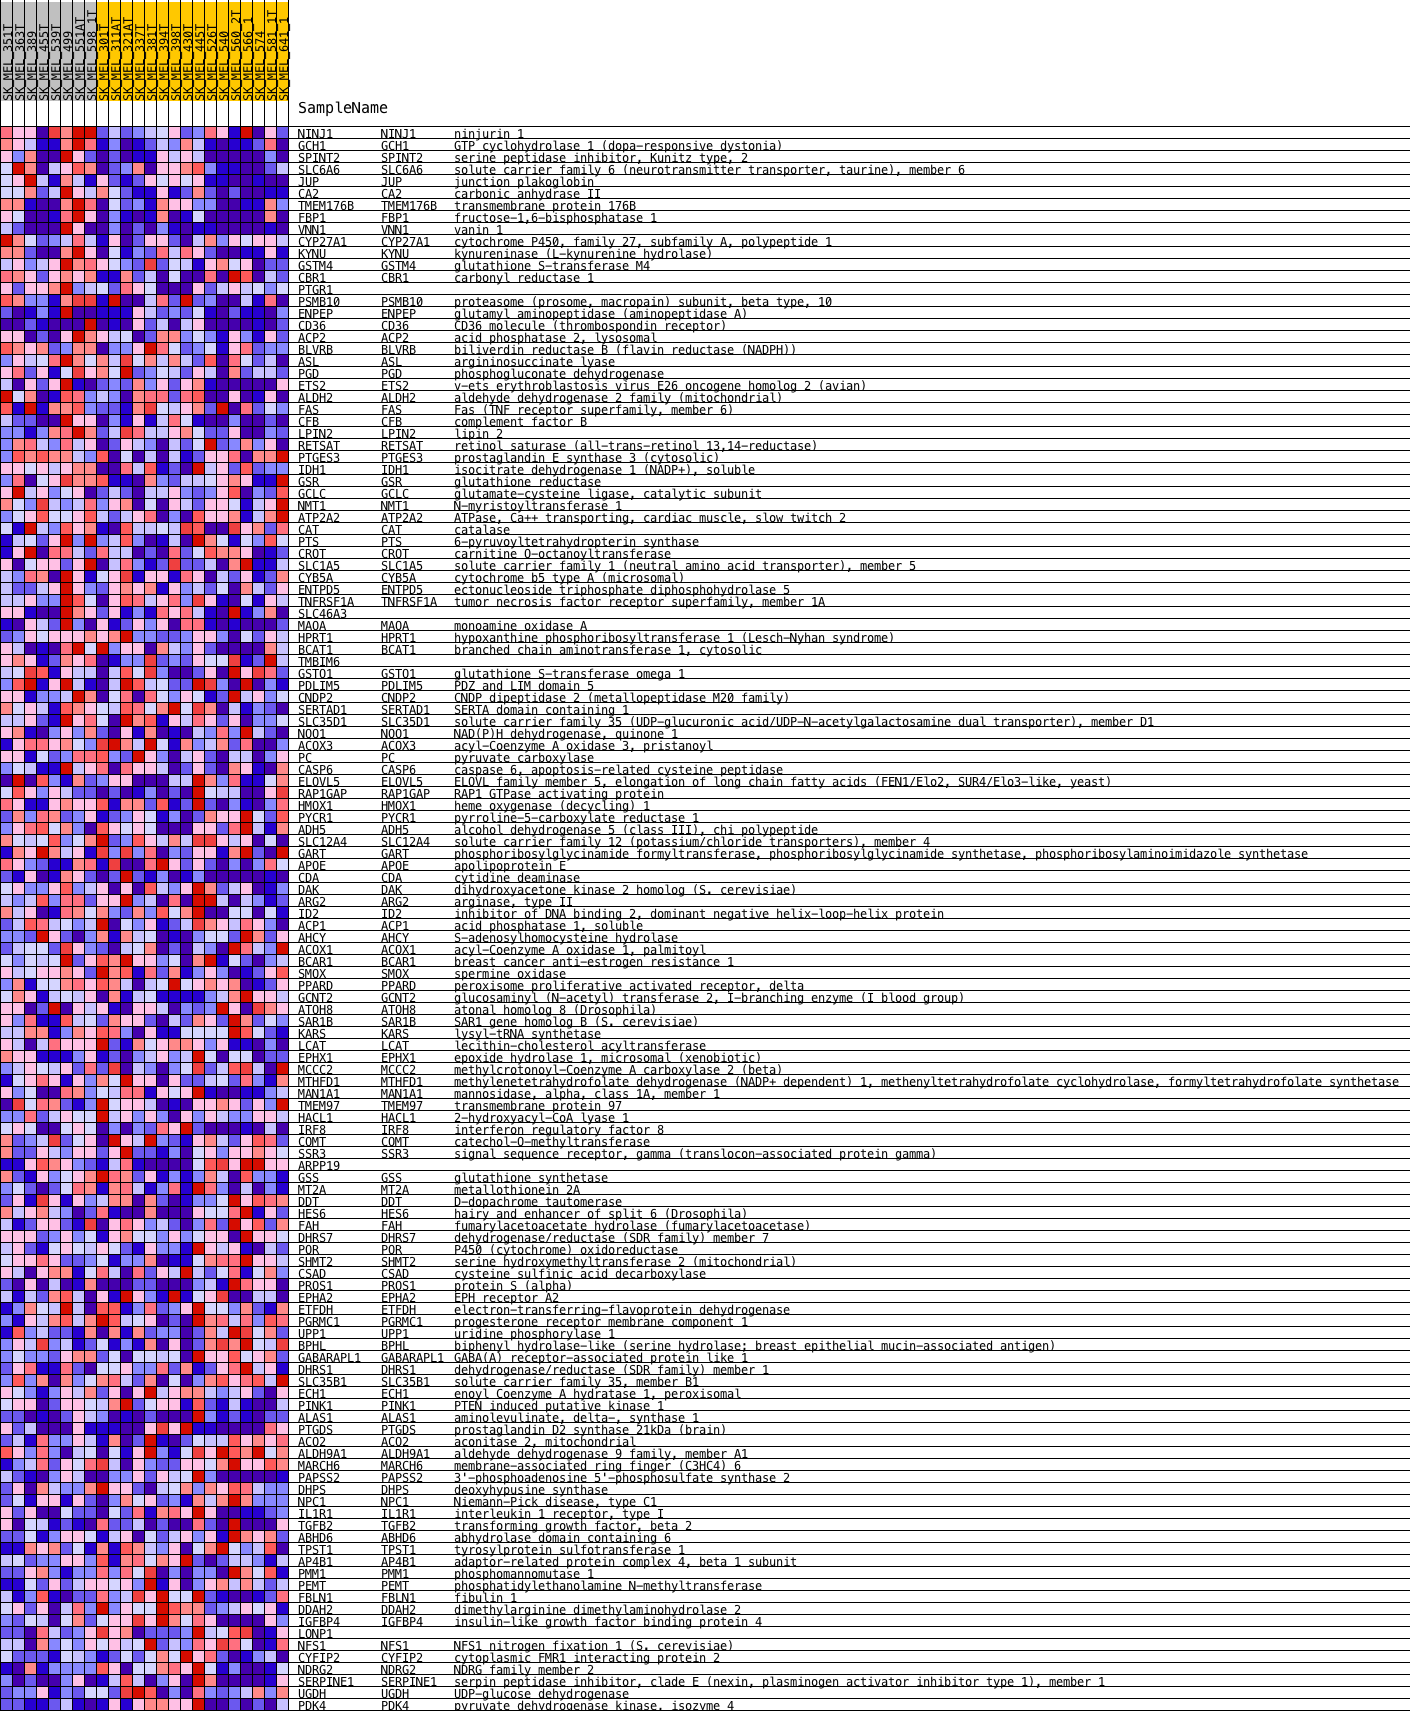 SK_MEL_351T
SK_MEL_363T
SK_MEL_389
SK_MEL_455T
SK_MEL_539T
SK_MEL_499
SK_MEL_551AT
SK_MEL_598_1T
SK_MEL_301T
SK_MEL_311AT
SK_MEL_321AT
SK_MEL_337T
SK_MEL_381T
SK_MEL_394T
SK_MEL_398T
SK_MEL_430T
SK_MEL_445T
SK_MEL_526T
SK_MEL_540
SK_MEL_560_2T
SK_MEL_566_1
SK_MEL_574
SK_MEL_581_1T
SK_MEL_641_1
SampleName
NINJ1 NINJ1 ninjurin 1
GCH1 GCH1 GTP cyclohydrolase 1 (dopa-responsive dystonia)
SPINT2 SPINT2 serine peptidase inhibitor, Kunitz type, 2
SLC6A6 SLC6A6 solute carrier family 6 (neurotransmitter transporter, taurine), member 6
JUP JUP junction plakoglobin
CA2 CA2 carbonic anhydrase II
TMEM176B TMEM176B transmembrane protein 176B
FBP1 FBP1 fructose-1,6-bisphosphatase 1
VNN1 VNN1 vanin 1
CYP27A1 CYP27A1 cytochrome P450, family 27, subfamily A, polypeptide 1
KYNU KYNU kynureninase (L-kynurenine hydrolase)
GSTM4 GSTM4 glutathione S-transferase M4
CBR1 CBR1 carbonyl reductase 1
PTGR1
PSMB10 PSMB10 proteasome (prosome, macropain) subunit, beta type, 10
ENPEP ENPEP glutamyl aminopeptidase (aminopeptidase A)
CD36 CD36 CD36 molecule (thrombospondin receptor)
ACP2 ACP2 acid phosphatase 2, lysosomal
BLVRB BLVRB biliverdin reductase B (flavin reductase (NADPH))
ASL ASL argininosuccinate lyase
PGD PGD phosphogluconate dehydrogenase
ETS2 ETS2 v-ets erythroblastosis virus E26 oncogene homolog 2 (avian)
ALDH2 ALDH2 aldehyde dehydrogenase 2 family (mitochondrial)
FAS FAS Fas (TNF receptor superfamily, member 6)
CFB CFB complement factor B
LPIN2 LPIN2 lipin 2
RETSAT RETSAT retinol saturase (all-trans-retinol 13,14-reductase)
PTGES3 PTGES3 prostaglandin E synthase 3 (cytosolic)
IDH1 IDH1 isocitrate dehydrogenase 1 (NADP+), soluble
GSR GSR glutathione reductase
GCLC GCLC glutamate-cysteine ligase, catalytic subunit
NMT1 NMT1 N-myristoyltransferase 1
ATP2A2 ATP2A2 ATPase, Ca++ transporting, cardiac muscle, slow twitch 2
CAT CAT catalase
PTS PTS 6-pyruvoyltetrahydropterin synthase
CROT CROT carnitine O-octanoyltransferase
SLC1A5 SLC1A5 solute carrier family 1 (neutral amino acid transporter), member 5
CYB5A CYB5A cytochrome b5 type A (microsomal)
ENTPD5 ENTPD5 ectonucleoside triphosphate diphosphohydrolase 5
TNFRSF1A TNFRSF1A tumor necrosis factor receptor superfamily, member 1A
SLC46A3
MAOA MAOA monoamine oxidase A
HPRT1 HPRT1 hypoxanthine phosphoribosyltransferase 1 (Lesch-Nyhan syndrome)
BCAT1 BCAT1 branched chain aminotransferase 1, cytosolic
TMBIM6
GSTO1 GSTO1 glutathione S-transferase omega 1
PDLIM5 PDLIM5 PDZ and LIM domain 5
CNDP2 CNDP2 CNDP dipeptidase 2 (metallopeptidase M20 family)
SERTAD1 SERTAD1 SERTA domain containing 1
SLC35D1 SLC35D1 solute carrier family 35 (UDP-glucuronic acid/UDP-N-acetylgalactosamine dual transporter), member D1
NQO1 NQO1 NAD(P)H dehydrogenase, quinone 1
ACOX3 ACOX3 acyl-Coenzyme A oxidase 3, pristanoyl
PC PC pyruvate carboxylase
CASP6 CASP6 caspase 6, apoptosis-related cysteine peptidase
ELOVL5 ELOVL5 ELOVL family member 5, elongation of long chain fatty acids (FEN1/Elo2, SUR4/Elo3-like, yeast)
RAP1GAP RAP1GAP RAP1 GTPase activating protein
HMOX1 HMOX1 heme oxygenase (decycling) 1
PYCR1 PYCR1 pyrroline-5-carboxylate reductase 1
ADH5 ADH5 alcohol dehydrogenase 5 (class III), chi polypeptide
SLC12A4 SLC12A4 solute carrier family 12 (potassium/chloride transporters), member 4
GART GART phosphoribosylglycinamide formyltransferase, phosphoribosylglycinamide synthetase, phosphoribosylaminoimidazole synthetase
APOE APOE apolipoprotein E
CDA CDA cytidine deaminase
DAK DAK dihydroxyacetone kinase 2 homolog (S. cerevisiae)
ARG2 ARG2 arginase, type II
ID2 ID2 inhibitor of DNA binding 2, dominant negative helix-loop-helix protein
ACP1 ACP1 acid phosphatase 1, soluble
AHCY AHCY S-adenosylhomocysteine hydrolase
ACOX1 ACOX1 acyl-Coenzyme A oxidase 1, palmitoyl
BCAR1 BCAR1 breast cancer anti-estrogen resistance 1
SMOX SMOX spermine oxidase
PPARD PPARD peroxisome proliferative activated receptor, delta
GCNT2 GCNT2 glucosaminyl (N-acetyl) transferase 2, I-branching enzyme (I blood group)
ATOH8 ATOH8 atonal homolog 8 (Drosophila)
SAR1B SAR1B SAR1 gene homolog B (S. cerevisiae)
KARS KARS lysyl-tRNA synthetase
LCAT LCAT lecithin-cholesterol acyltransferase
EPHX1 EPHX1 epoxide hydrolase 1, microsomal (xenobiotic)
MCCC2 MCCC2 methylcrotonoyl-Coenzyme A carboxylase 2 (beta)
MTHFD1 MTHFD1 methylenetetrahydrofolate dehydrogenase (NADP+ dependent) 1, methenyltetrahydrofolate cyclohydrolase, formyltetrahydrofolate synthetase
MAN1A1 MAN1A1 mannosidase, alpha, class 1A, member 1
TMEM97 TMEM97 transmembrane protein 97
HACL1 HACL1 2-hydroxyacyl-CoA lyase 1
IRF8 IRF8 interferon regulatory factor 8
COMT COMT catechol-O-methyltransferase
SSR3 SSR3 signal sequence receptor, gamma (translocon-associated protein gamma)
ARPP19
GSS GSS glutathione synthetase
MT2A MT2A metallothionein 2A
DDT DDT D-dopachrome tautomerase
HES6 HES6 hairy and enhancer of split 6 (Drosophila)
FAH FAH fumarylacetoacetate hydrolase (fumarylacetoacetase)
DHRS7 DHRS7 dehydrogenase/reductase (SDR family) member 7
POR POR P450 (cytochrome) oxidoreductase
SHMT2 SHMT2 serine hydroxymethyltransferase 2 (mitochondrial)
CSAD CSAD cysteine sulfinic acid decarboxylase
PROS1 PROS1 protein S (alpha)
EPHA2 EPHA2 EPH receptor A2
ETFDH ETFDH electron-transferring-flavoprotein dehydrogenase
PGRMC1 PGRMC1 progesterone receptor membrane component 1
UPP1 UPP1 uridine phosphorylase 1
BPHL BPHL biphenyl hydrolase-like (serine hydrolase; breast epithelial mucin-associated antigen)
GABARAPL1 GABARAPL1 GABA(A) receptor-associated protein like 1
DHRS1 DHRS1 dehydrogenase/reductase (SDR family) member 1
SLC35B1 SLC35B1 solute carrier family 35, member B1
ECH1 ECH1 enoyl Coenzyme A hydratase 1, peroxisomal
PINK1 PINK1 PTEN induced putative kinase 1
ALAS1 ALAS1 aminolevulinate, delta-, synthase 1
PTGDS PTGDS prostaglandin D2 synthase 21kDa (brain)
ACO2 ACO2 aconitase 2, mitochondrial
ALDH9A1 ALDH9A1 aldehyde dehydrogenase 9 family, member A1
MARCH6 MARCH6 membrane-associated ring finger (C3HC4) 6
PAPSS2 PAPSS2 3'-phosphoadenosine 5'-phosphosulfate synthase 2
DHPS DHPS deoxyhypusine synthase
NPC1 NPC1 Niemann-Pick disease, type C1
IL1R1 IL1R1 interleukin 1 receptor, type I
TGFB2 TGFB2 transforming growth factor, beta 2
ABHD6 ABHD6 abhydrolase domain containing 6
TPST1 TPST1 tyrosylprotein sulfotransferase 1
AP4B1 AP4B1 adaptor-related protein complex 4, beta 1 subunit
PMM1 PMM1 phosphomannomutase 1
PEMT PEMT phosphatidylethanolamine N-methyltransferase
FBLN1 FBLN1 fibulin 1
DDAH2 DDAH2 dimethylarginine dimethylaminohydrolase 2
IGFBP4 IGFBP4 insulin-like growth factor binding protein 4
LONP1
NFS1 NFS1 NFS1 nitrogen fixation 1 (S. cerevisiae)
CYFIP2 CYFIP2 cytoplasmic FMR1 interacting protein 2
NDRG2 NDRG2 NDRG family member 2
SERPINE1 SERPINE1 serpin peptidase inhibitor, clade E (nexin, plasminogen activator inhibitor type 1), member 1
UGDH UGDH UDP-glucose dehydrogenase
PDK4 PDK4 pyruvate dehydrogenase kinase, isozyme 4